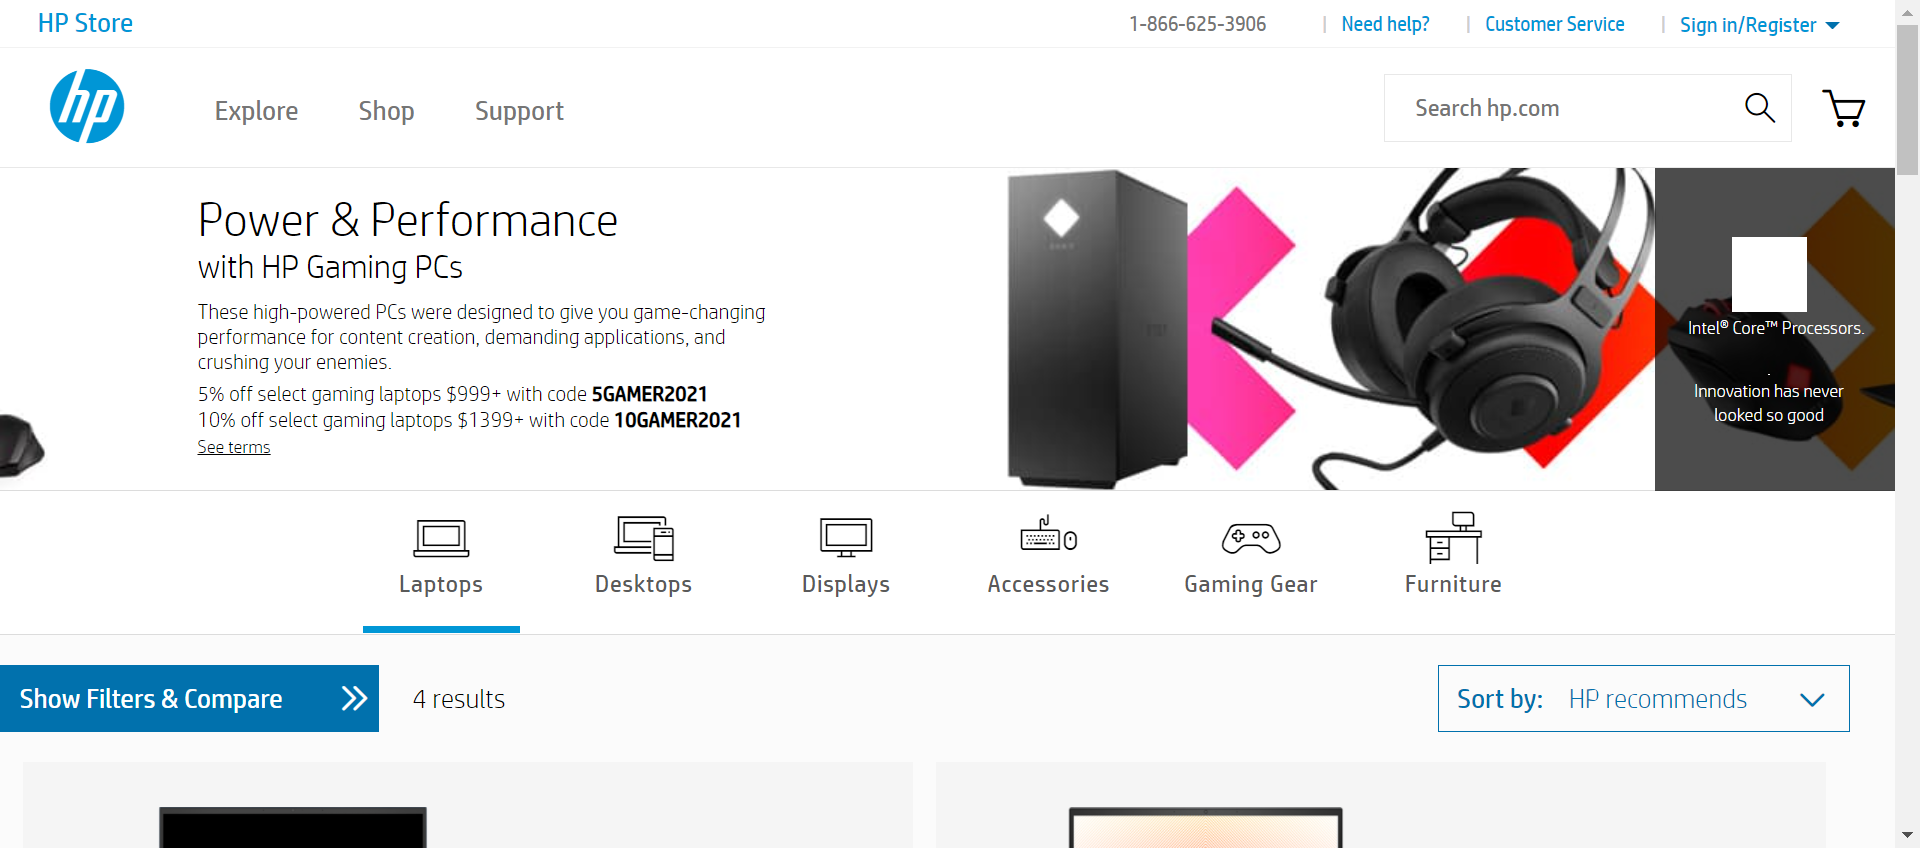 HP Store
1-866-625-3906
| Need help?
| Customer Service
| Sign in/Register
hp
Explore
Shop
Support
Search hp.com
Power & Performance
with HP Gaming PCs
These high-powered PCs were designed to give you game-changing
performance for content creation, demanding applications, and
crushing your enemies.
5% off select gaming laptops $999+ with code 5GAMER2021
10% off select gaming laptops $1399+ with code 10GAMER2021
See terms
Intel® Core™ Processors.
.
Innovation has never
looked so good
Laptops
Desktops
Displays
Accessories
Gaming Gear
Furniture
Show Filters & Compare
4 results
Sort by: HP recommends